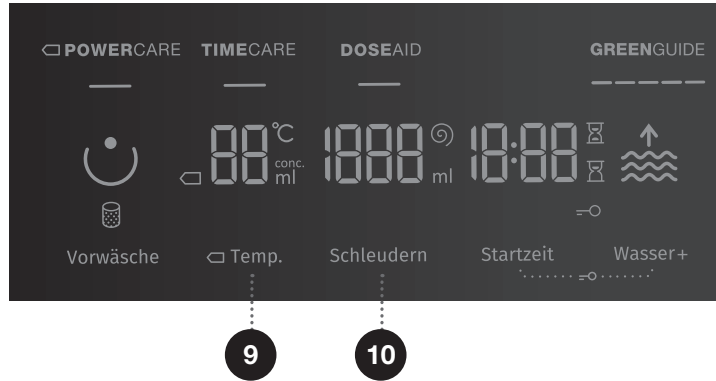 POWERCARE TIMECARE DOSEAID GREENGUIDE
88 °C 1888 18:88
conc.
ml ml
Vorwäsche Temp. Schleudern Startzeit Wasser+
9 10